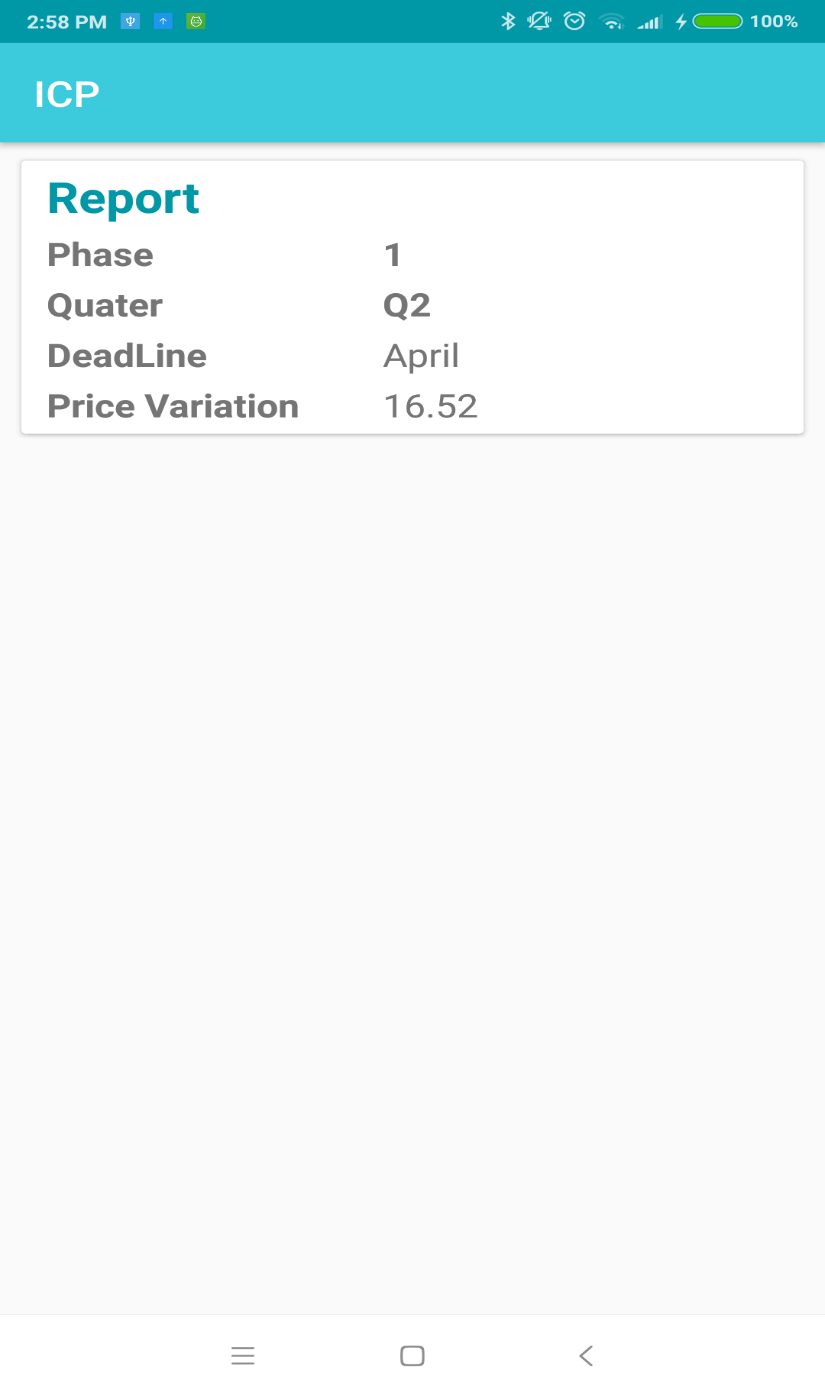 2:58 PM 100%
ICP
Report
Phase 1
Quater Q2
DeadLine April
Price Variation 16.52